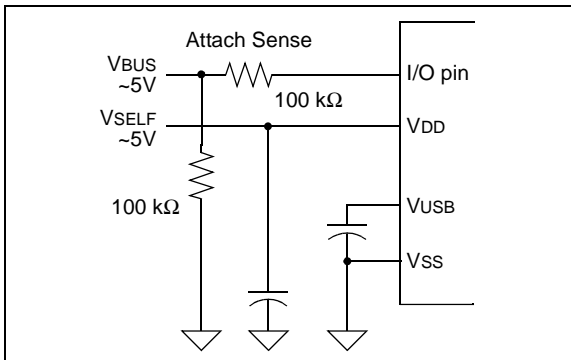 Attach Sense
VBUS
~5V
I/O pin
100 kΩ
VSELF
~5V
VDD
100 kΩ
VUSB
VSS